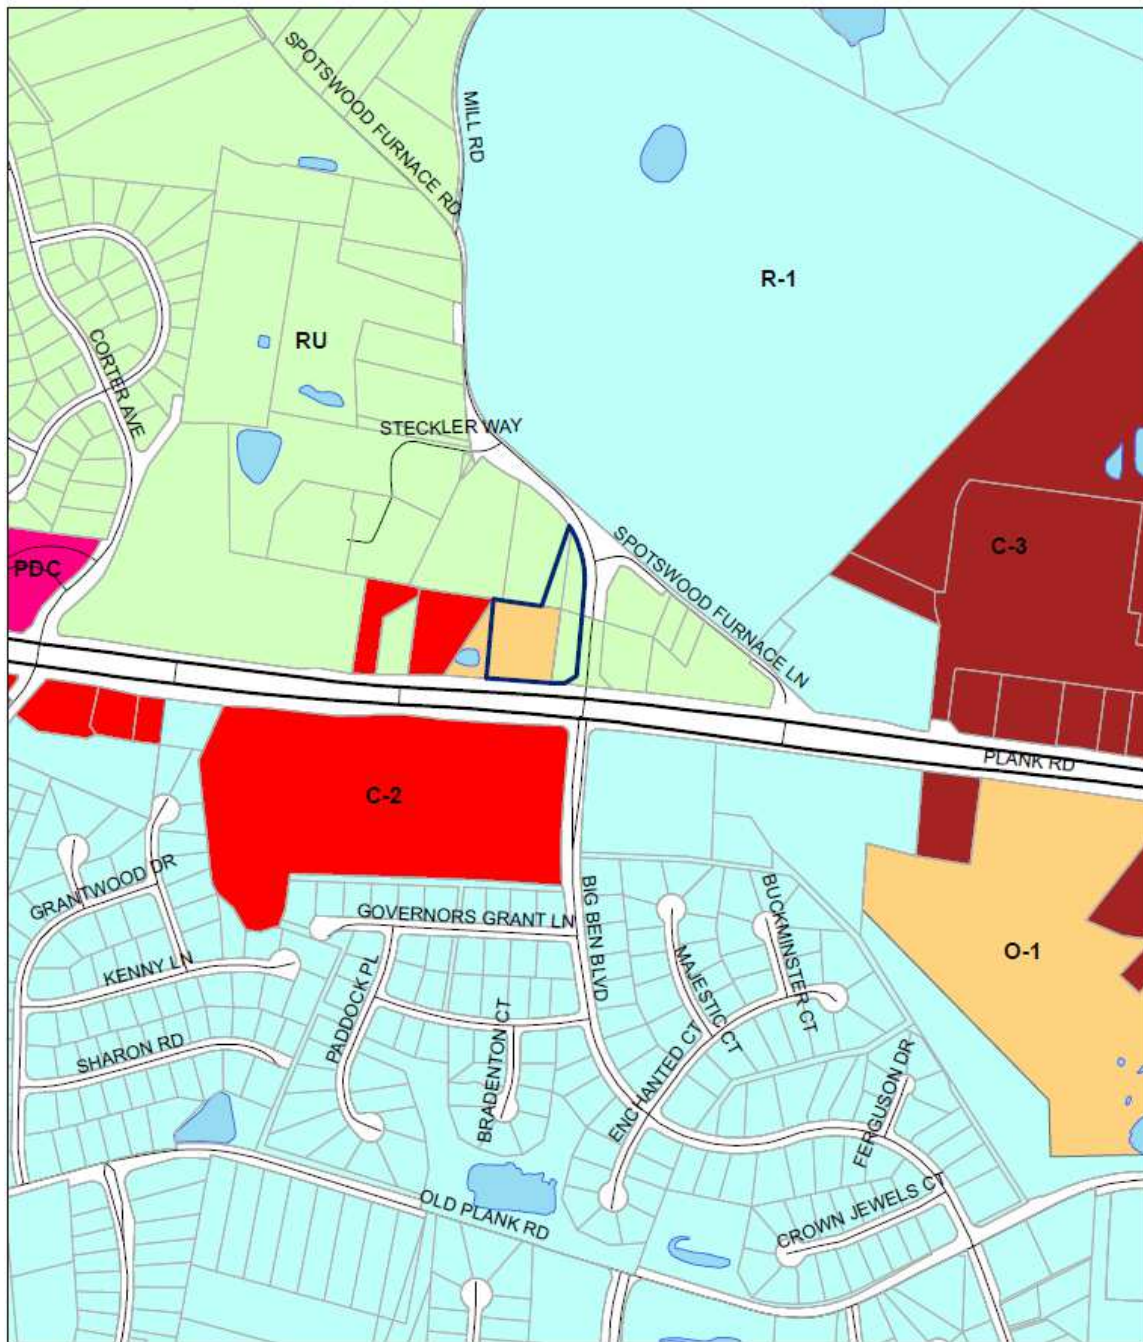 SPOTSWOOD FURNACE RD
MILL RD
R-1
RU
CORTER AVE
STECKLER WAY
SPOTSWOOD FURNACE LN
C-3
PDC
PLANK RD
C-2
GRANTWOOD DR
GOVERNORS GRANT LN
BIG BEN BLVD
BUCKMINSTER CT
MAJESTIC CT
O-1
KENNY LN
PADDOCK PL
BRADENTON CT
ENCHANTED CT
SHARON RD
FERGUSON DR
CROWN JEWELS CT
OLD PLANK RD